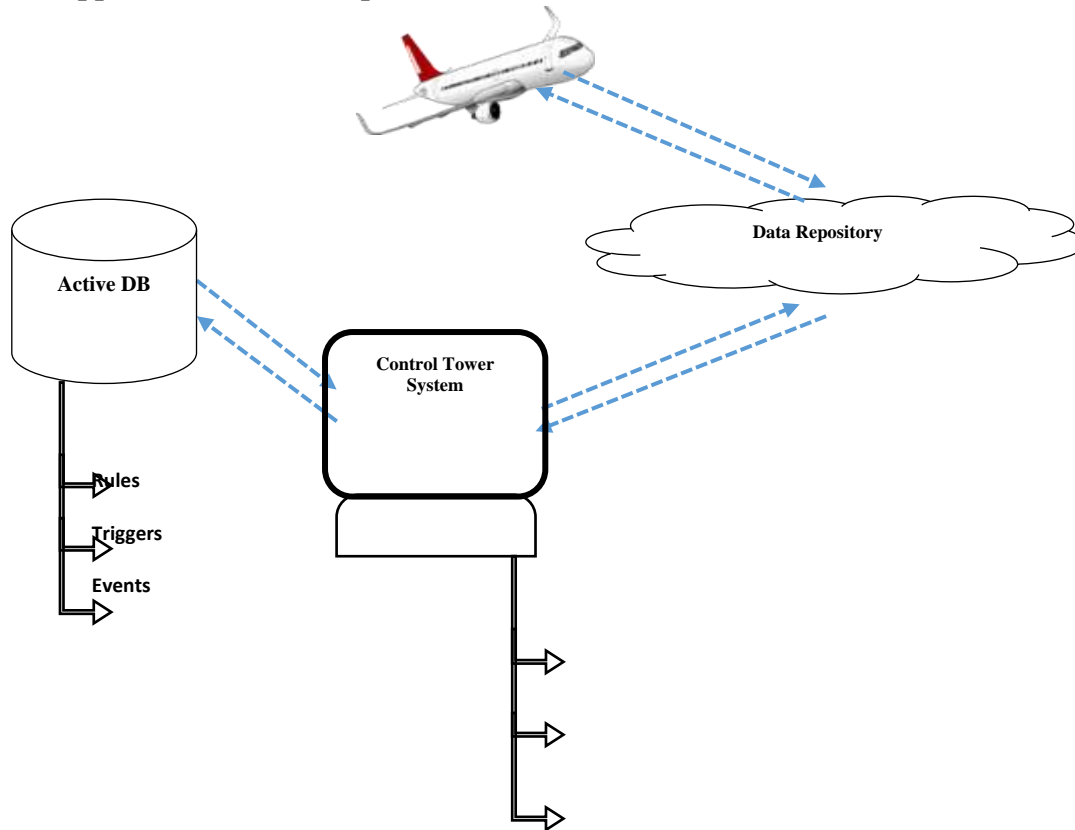 Data Repository
Active DB
Control Tower
System
Rules
Triggers
Events